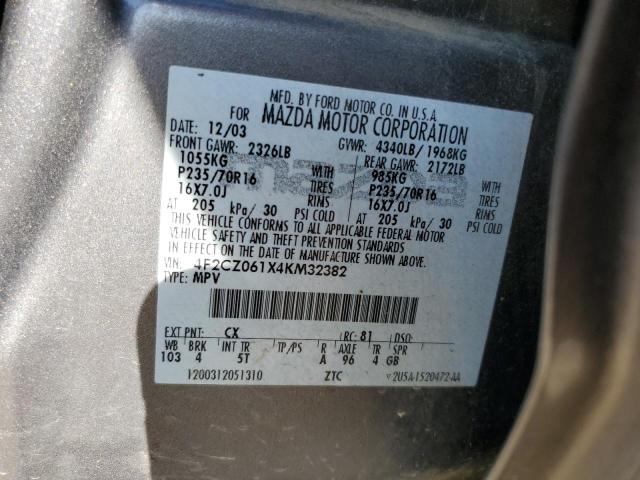 MFD. BY FORD MOTOR CO. IN U.S.A.
FOR MAZDA MOTOR CORPORATION
DATE: 12/03 GVWR: 4340LB/1968KG
FRONT GAWR: 2326LB REAR GAWR: 2172LB
1055KG WITH 985KG WITH
P235/70R16 TIRES P235/70R16 TIRES
16X7.0J RIMS 16X7.0J RIMS
AT 205 kPa/ 30 PSI COLD AT 205 kPa/ 30 PSI COLD
THIS VEHICLE CONFORMS TO ALL APPLICABLE FEDERAL MOTOR
VEHICLE SAFETY AND THEFT PREVENTION STANDARDS
IN EFFECT ON THE DATE OF MANUFACTURE SHOWN ABOVE.
VIN: 4F2CZ061X4KM32382
TYPE: MPV
EXT PNT: CX RC: 81 DSO:
WB BRK INT TR TP/PS R AXLE TR SPR
103 4 5T A 96 4 GB
1200312051310 ZTC V2U5A-1520472-AA